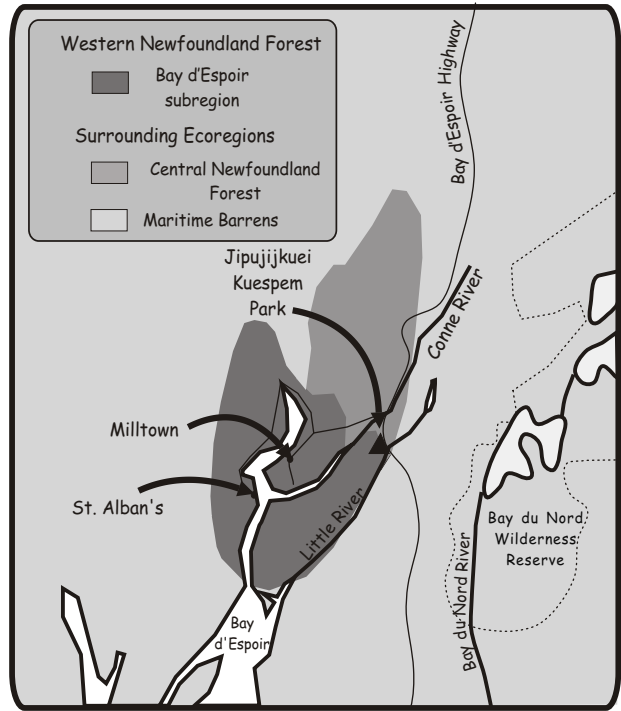 Western Newfoundland Forest
Bay d'Espoir
subregion
Surrounding Ecoregions
Central Newfoundland
Forest
Maritime Barrens
Bay d'Espoir Highway
Jipujijkuei
Kuespem
Park
Conne River
Milltown
St. Alban's
Little River
Bay du Nord
Wilderness
Reserve
Bay du Nord River
Bay
d'Espoir